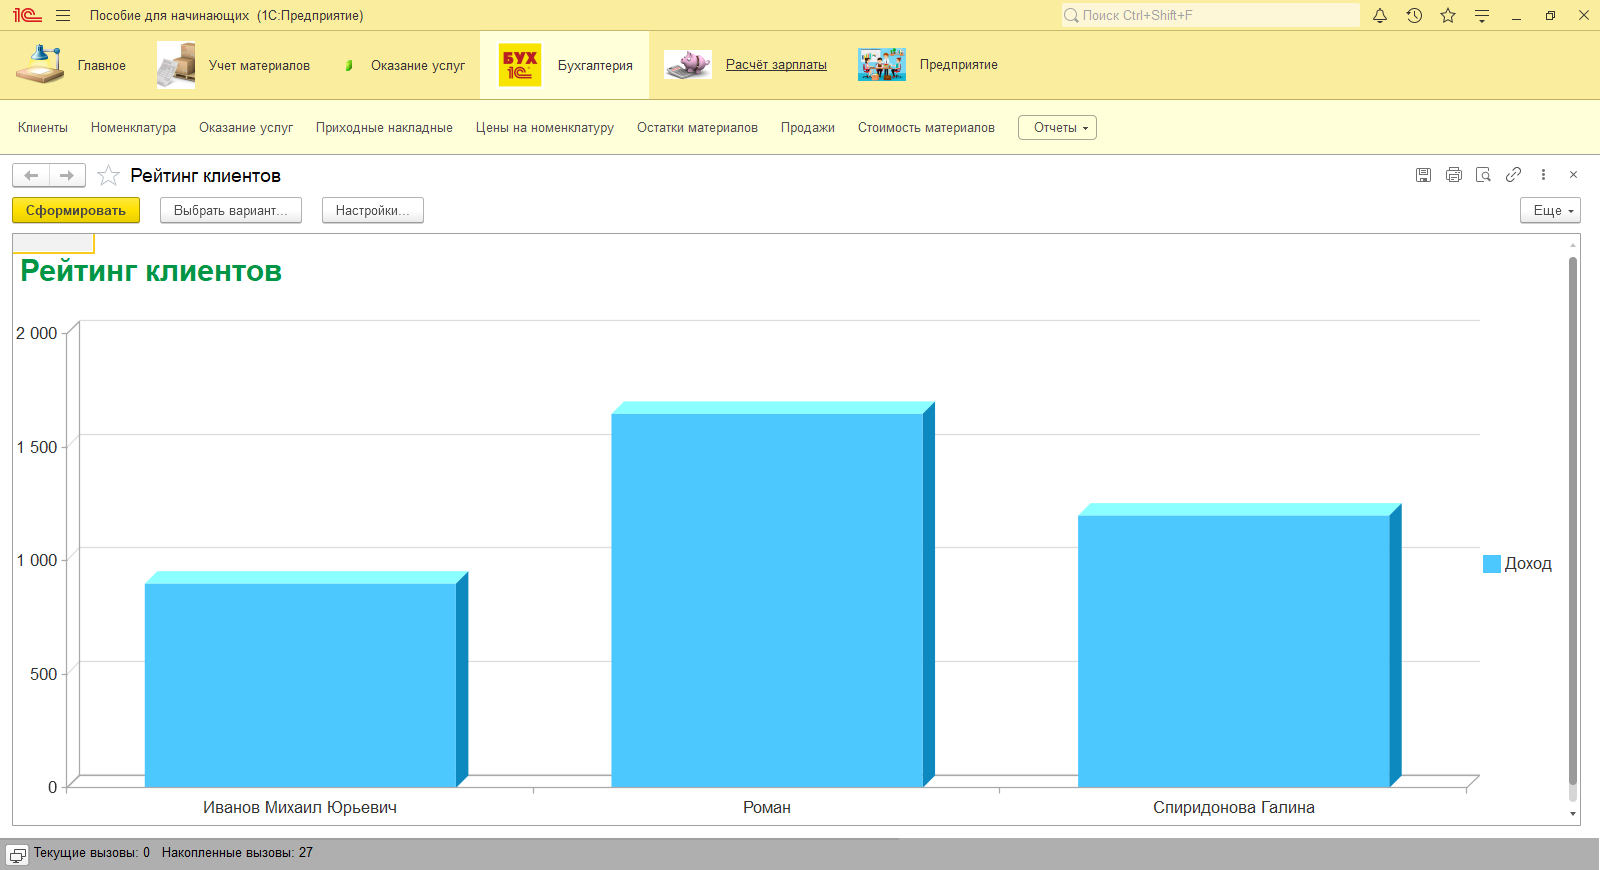 1С Пособие для начинающих (1С:Предприятие) Поиск Ctrl+Shift+F
Главное Учет материалов Оказание услуг БУХ 1С Бухгалтерия Расчёт зарплаты Предприятие
Клиенты Номенклатура Оказание услуг Приходные накладные Цены на номенклатуру Остатки материалов Продажи Стоимость материалов Отчеты
Рейтинг клиентов
Сформировать Выбрать вариант... Настройки... Еще
Рейтинг клиентов
2 000
1 500
1 000
500
0
Доход
Иванов Михаил Юрьевич Роман Спиридонова Галина
Текущие вызовы: 0 Накопленные вызовы: 27